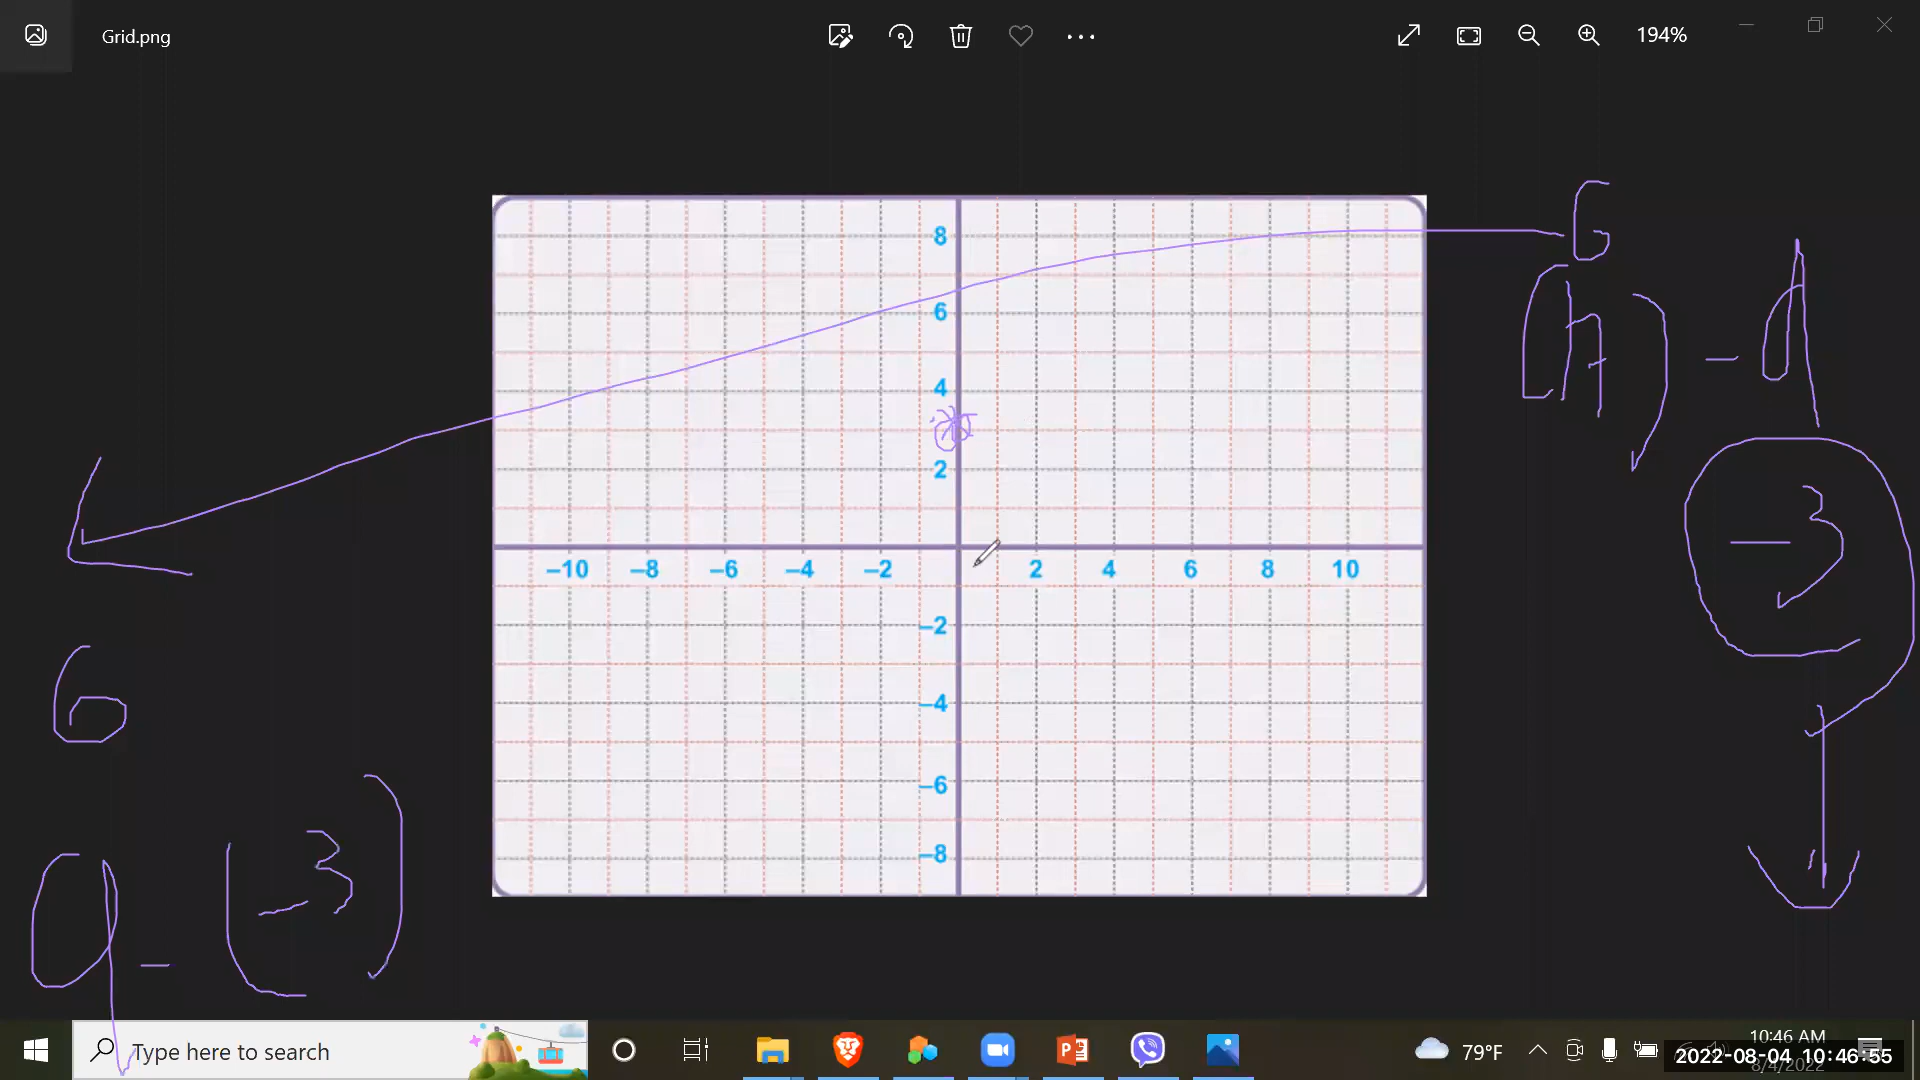 Grid.png
194%
8
6
4
2
–10 –8 –6 –4 –2 2 4 6 8 10
–2
–4
–6
–8
6
– 3
6
9 – (–3)
Type here to search
79°F
10:46 AM
2022-08-04 10:46:55
8/4/2022